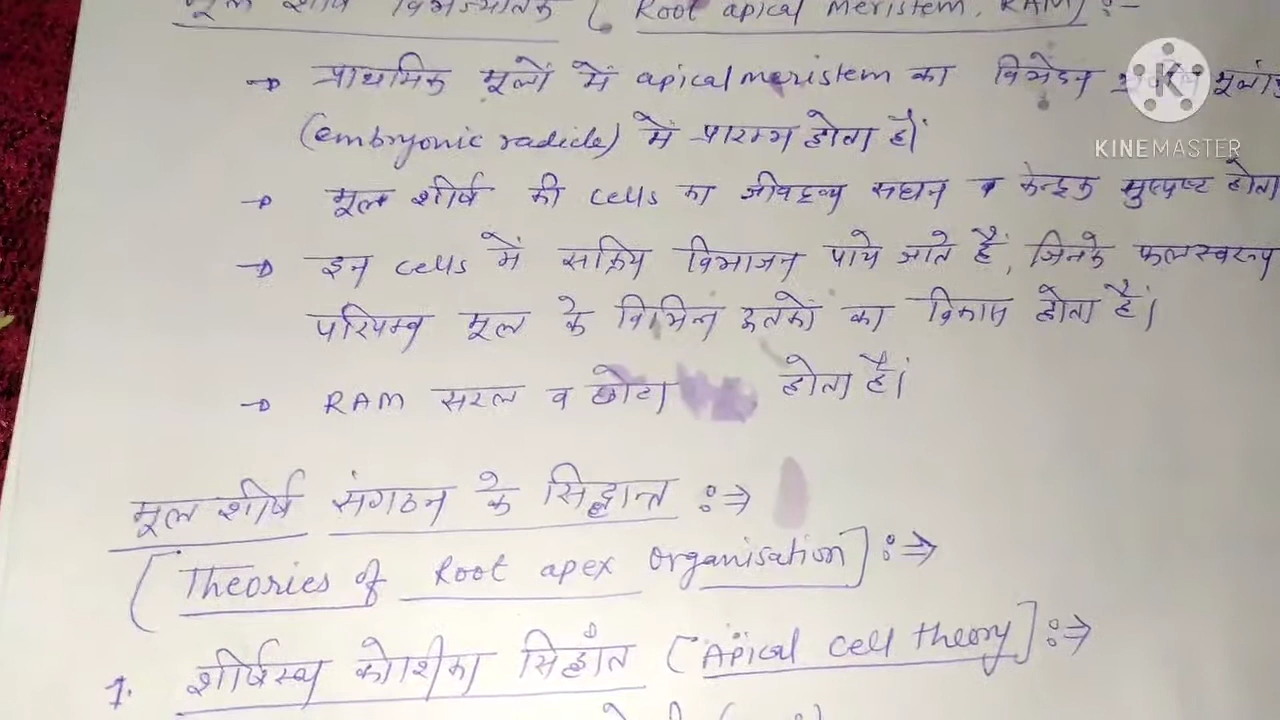 मूल शीर्ष विभज्योतक ( Root apical meristem, RAM) :-
→ प्राथमिक मूलों में apical meristem का विभेदन मूलांकुर
(embryonic radicle) में प्रारम्भ होता है।
→ मूल शीर्ष की cells का जीवद्रव्य सघन व केन्द्रक सुस्पष्ट होता
→ इन cells में सक्रिय विभाजन पाये जाते हैं, जिनके फलस्वरूप
परिपक्व मूल के विभिन्न ऊतकों का विकास होता है।
→ RAM सरल व छोटा होता है।
मूल शीर्ष संगठन के सिद्धान्त :⇒
[Theories of Root apex organisation] :⇒
1. शीर्षस्थ कोशिका सिद्धांत [Apical cell theory] :⇒
KINEMASTER